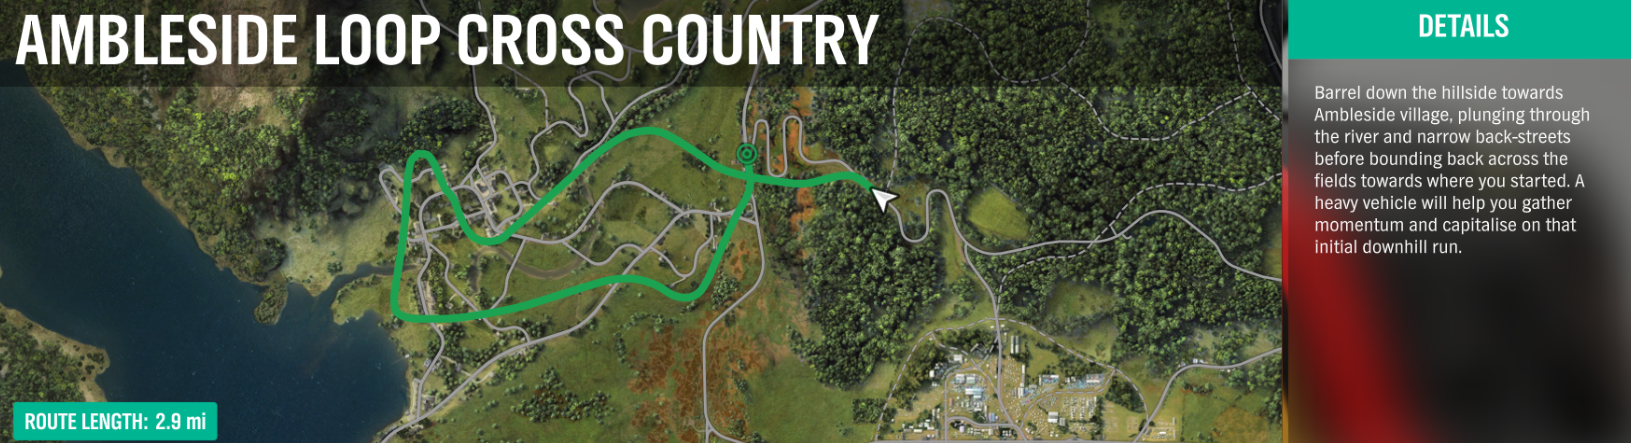 AMBLESIDE LOOP CROSS COUNTRY
DETAILS
Barrel down the hillside towards
Ambleside village, plunging through
the river and narrow back-streets
before bounding back across the
fields towards where you started. A
heavy vehicle will help you gather
momentum and capitalise on that
initial downhill run.
ROUTE LENGTH: 2.9 mi